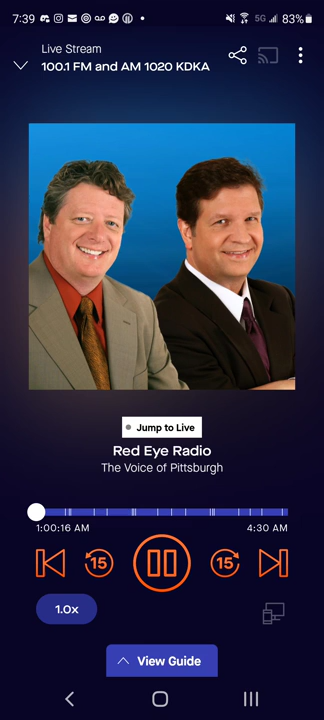 7:39
5G
83%
Live Stream
100.1 FM and AM 1020 KDKA
Jump to Live
Red Eye Radio
The Voice of Pittsburgh
1:00:16 AM
4:30 AM
15
15
1.0x
View Guide